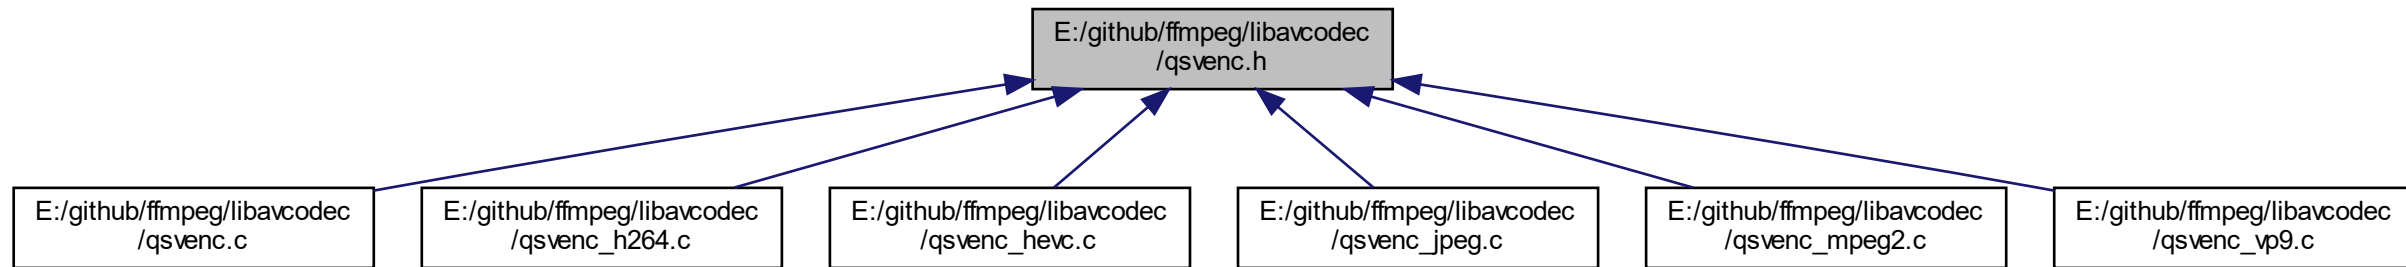 E:/github/ffmpeg/libavcodec
/qsvenc.h
E:/github/ffmpeg/libavcodec
/qsvenc.c
E:/github/ffmpeg/libavcodec
/qsvenc_h264.c
E:/github/ffmpeg/libavcodec
/qsvenc_hevc.c
E:/github/ffmpeg/libavcodec
/qsvenc_jpeg.c
E:/github/ffmpeg/libavcodec
/qsvenc_mpeg2.c
E:/github/ffmpeg/libavcodec
/qsvenc_vp9.c